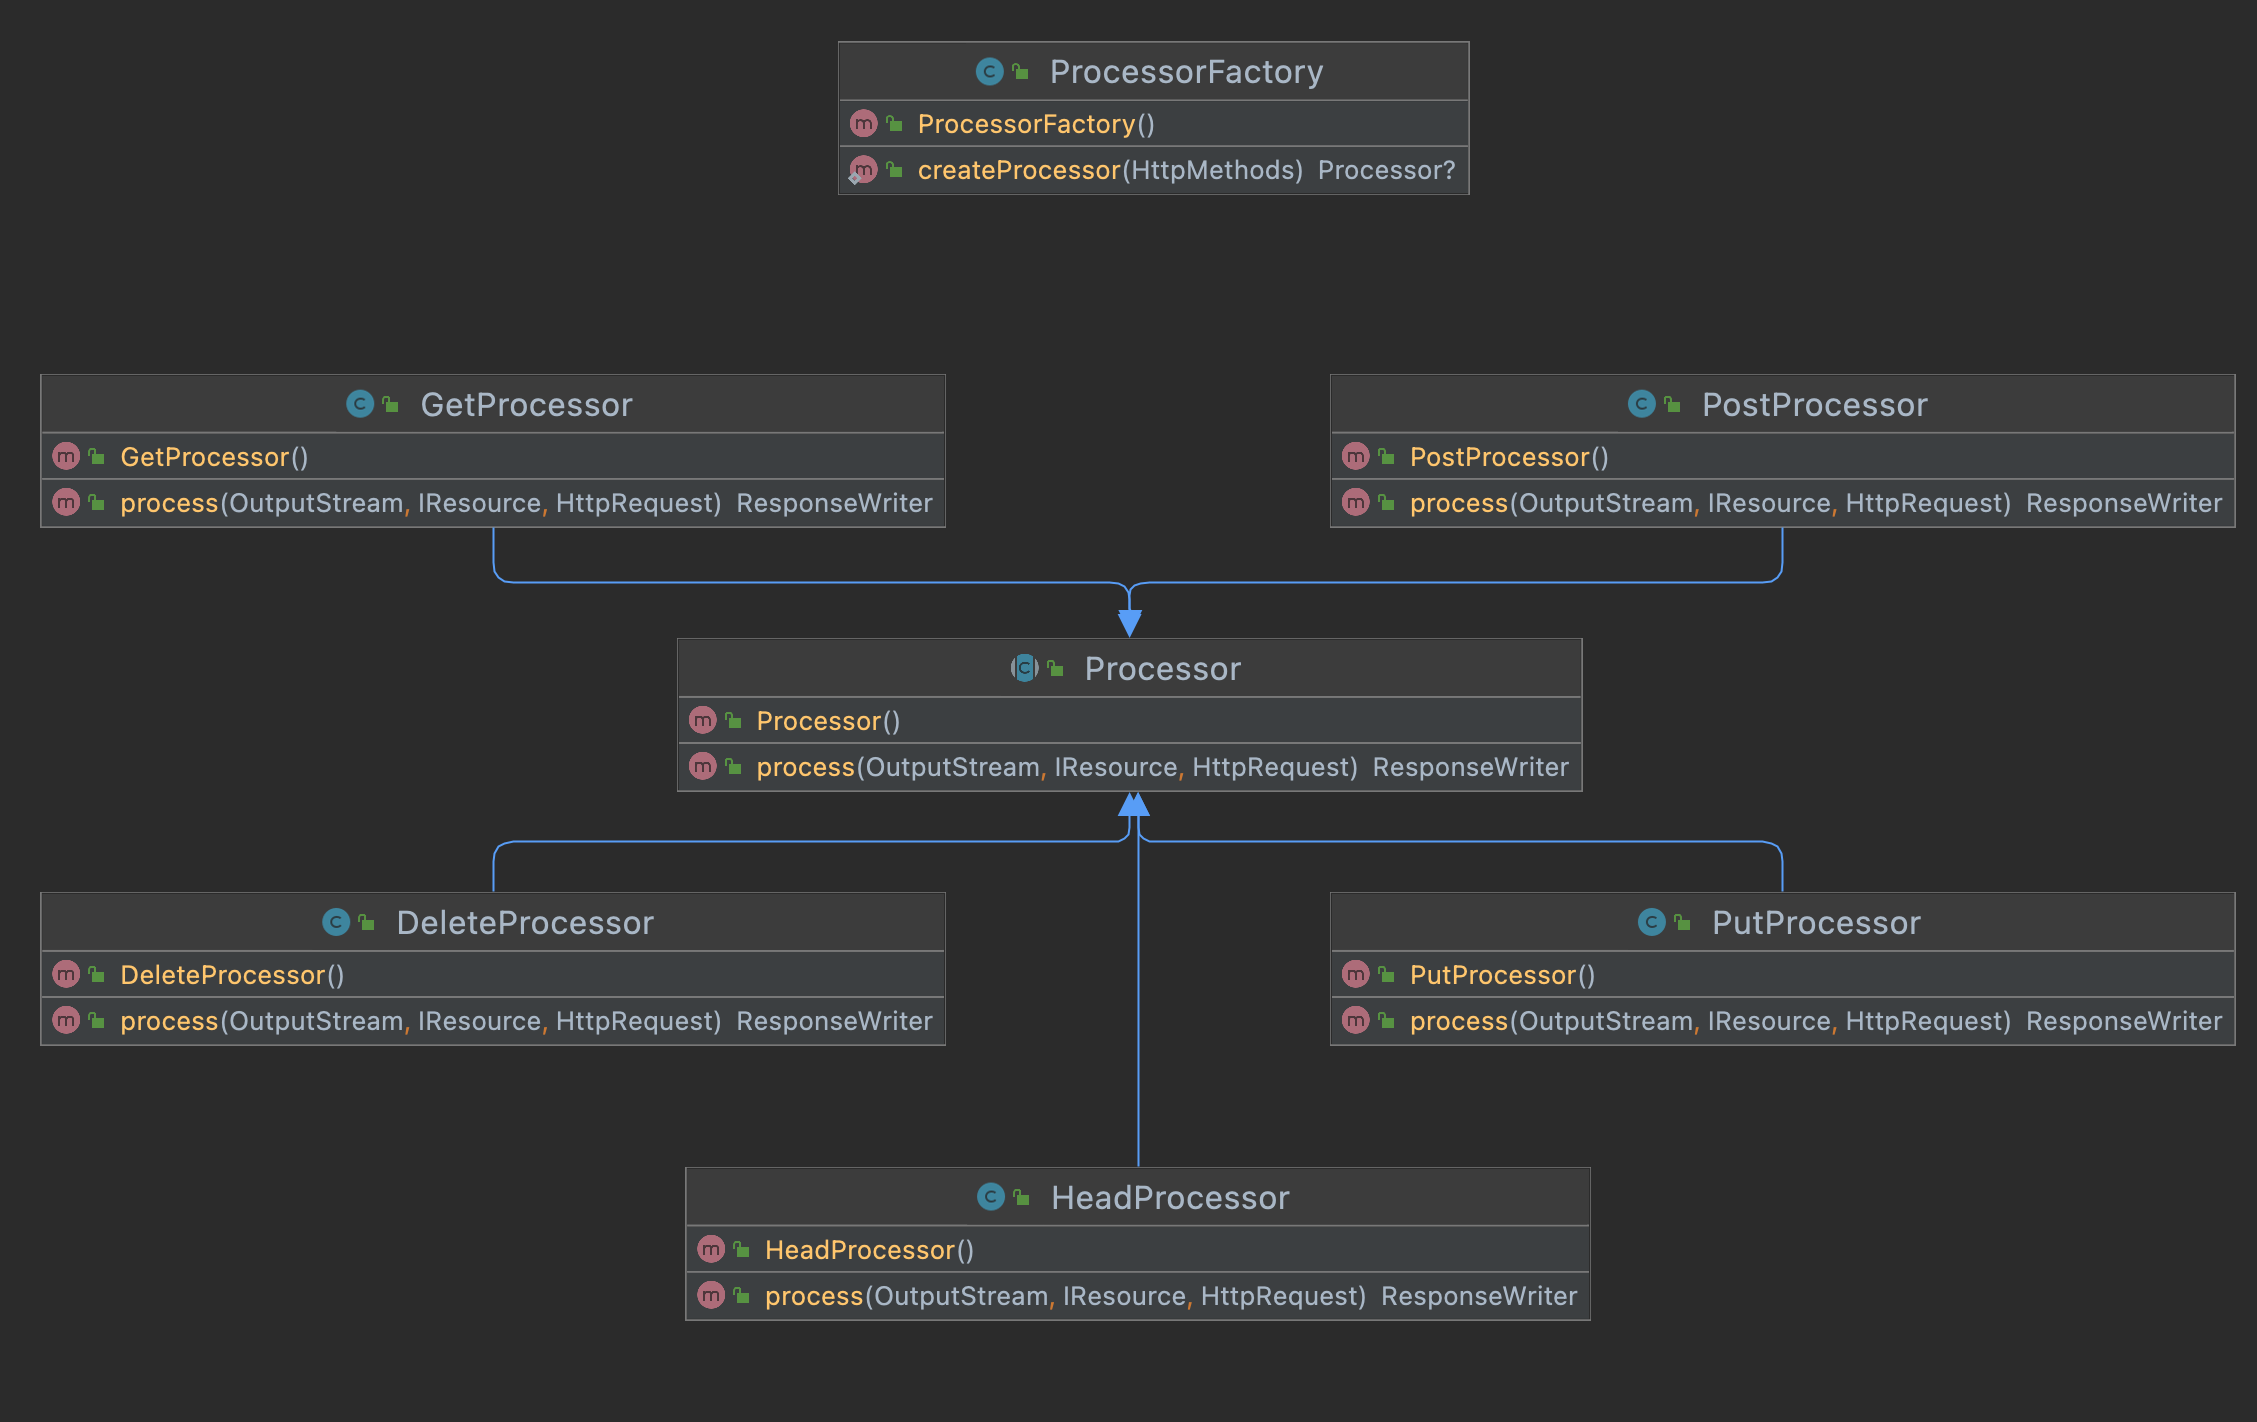 ProcessorFactory
ProcessorFactory()
createProcessor(HttpMethods) Processor?
GetProcessor
GetProcessor()
process(OutputStream, IResource, HttpRequest) ResponseWriter
PostProcessor
PostProcessor()
process(OutputStream, IResource, HttpRequest) ResponseWriter
Processor
Processor()
process(OutputStream, IResource, HttpRequest) ResponseWriter
DeleteProcessor
DeleteProcessor()
process(OutputStream, IResource, HttpRequest) ResponseWriter
PutProcessor
PutProcessor()
process(OutputStream, IResource, HttpRequest) ResponseWriter
HeadProcessor
HeadProcessor()
process(OutputStream, IResource, HttpRequest) ResponseWriter